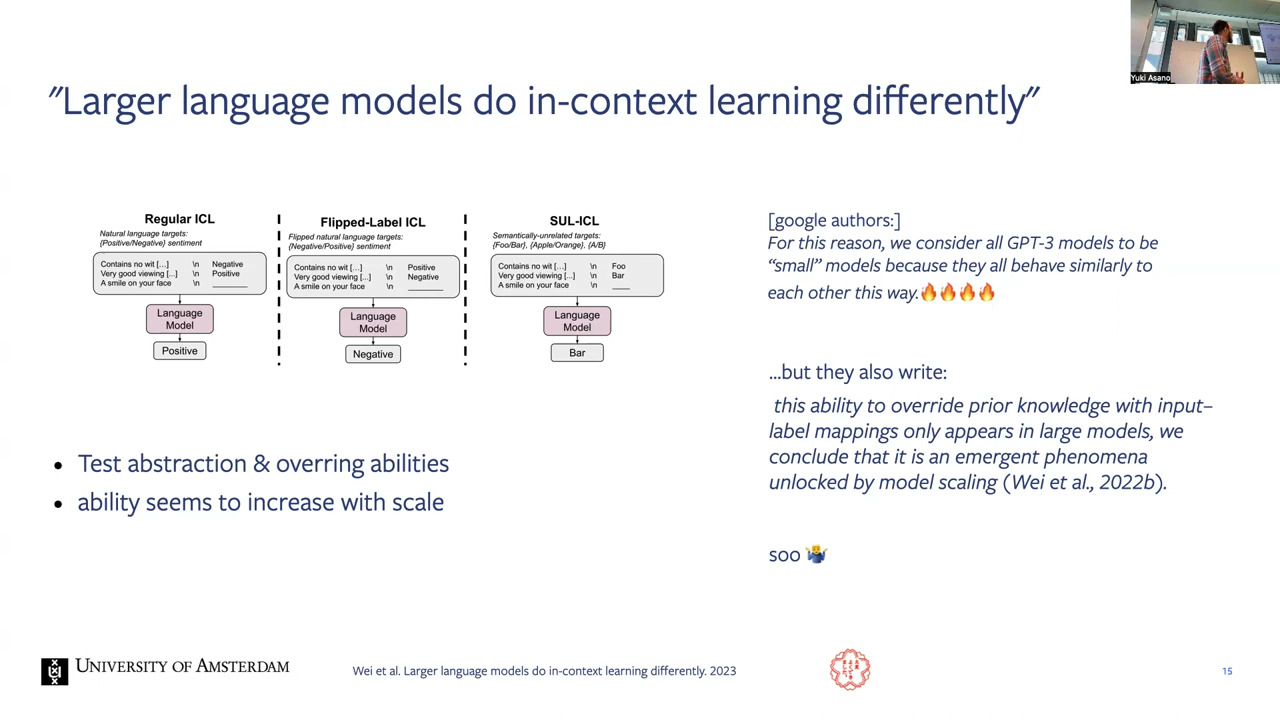 Yuki Asano
"Larger language models do in-context learning differently"
Regular ICL
Natural language targets:
{Positive/Negative} sentiment
Contains no wit […] \n Negative
Very good viewing [...] \n Positive
A smile on your face \n ________
Language
Model
Positive
Flipped-Label ICL
Flipped natural language targets:
{Negative/Positive} sentiment
Contains no wit […] \n Positive
Very good viewing [...] \n Negative
A smile on your face \n ________
Language
Model
Negative
SUL-ICL
Semantically-unrelated targets:
{Foo/Bar}, {Apple/Orange}, {A/B}
Contains no wit […] \n Foo
Very good viewing [...] \n Bar
A smile on your face \n ____
Language
Model
Bar
• Test abstraction & overring abilities
• ability seems to increase with scale
[google authors:]
For this reason, we consider all GPT-3 models to be
“small” models because they all behave similarly to
each other this way.🔥🔥🔥🔥
...but they also write:
this ability to override prior knowledge with input–
label mappings only appears in large models, we
conclude that it is an emergent phenomena
unlocked by model scaling (Wei et al., 2022b).
soo 🤷‍♂️
UNIVERSITY OF AMSTERDAM
Wei et al. Larger language models do in-context learning differently. 2023
15